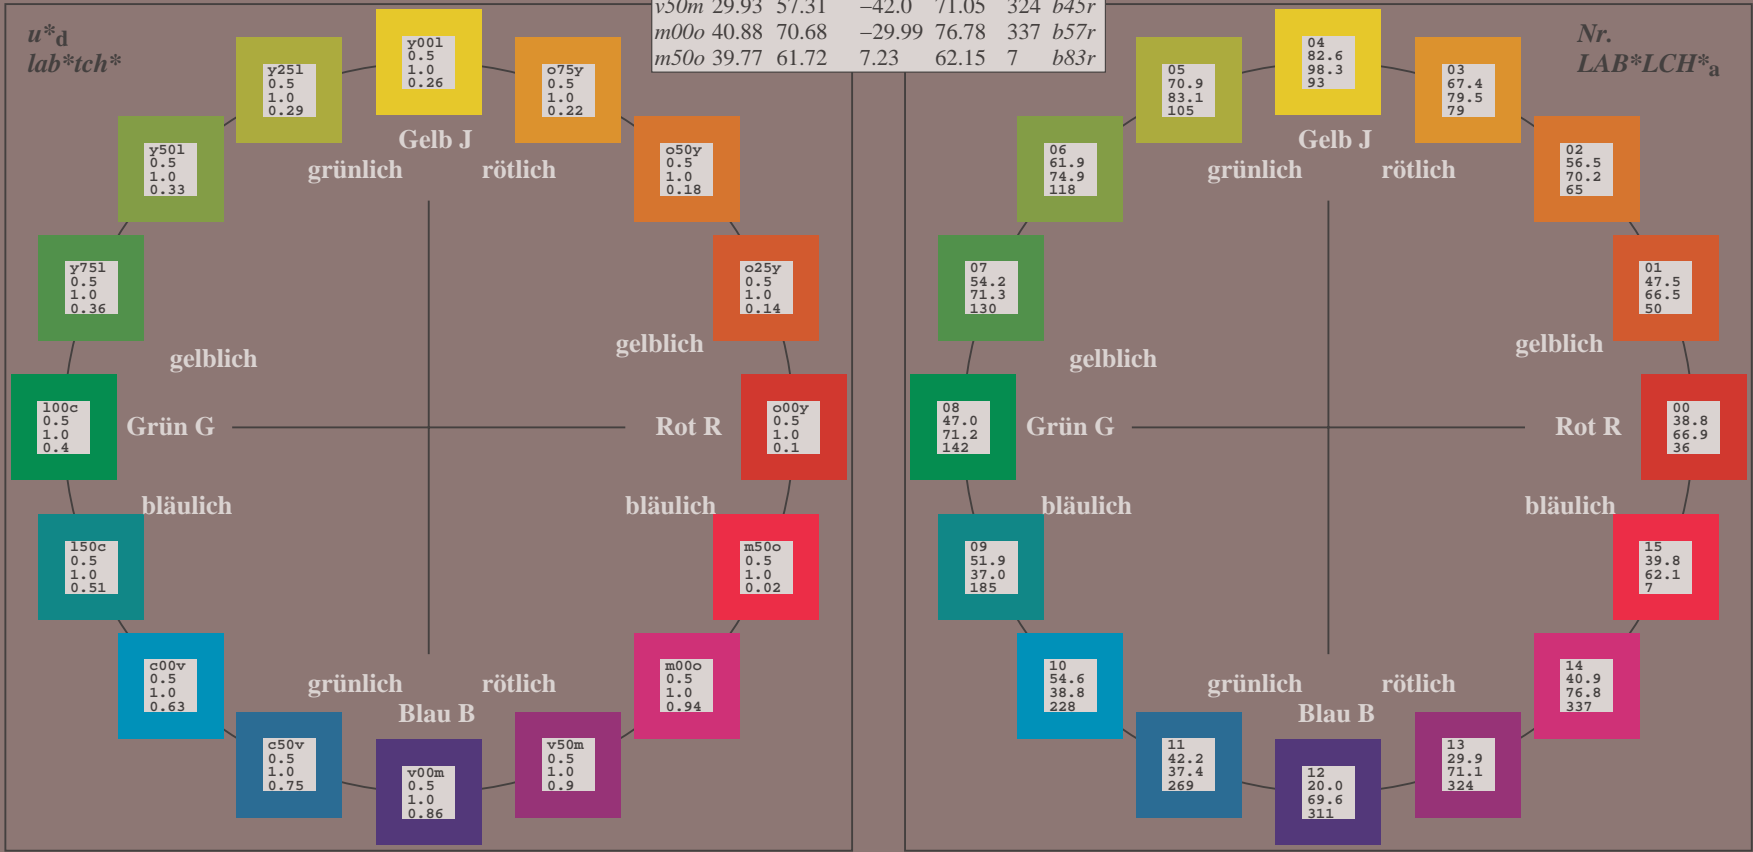 v50m 29.93 57.31 −42.0 71.05 324 b45r
m00o 40.88 70.68 −29.99 76.78 337 b57r
m50o 39.77 61.72 7.23 62.15 7 b83r
u*d
lab*tch*
y00l
0.5
1.0
0.26
y25l
0.5
1.0
0.29
o75y
0.5
1.0
0.22
y50l
0.5
1.0
0.33
o50y
0.5
1.0
0.18
y75l
0.5
1.0
0.36
o25y
0.5
1.0
0.14
l00c
0.5
1.0
0.4
o00y
0.5
1.0
0.1
l50c
0.5
1.0
0.51
m50o
0.5
1.0
0.02
c00v
0.5
1.0
0.63
m00o
0.5
1.0
0.94
c50v
0.5
1.0
0.75
v50m
0.5
1.0
0.9
v00m
0.5
1.0
0.86
Gelb J
grünlich rötlich
gelblich
gelblich
Grün G
Rot R
bläulich
bläulich
grünlich rötlich
Blau B
Nr.
LAB*LCH*a
04
82.6
98.3
93
05
70.9
83.1
105
03
67.4
79.5
79
06
61.9
74.9
118
02
56.5
70.2
65
07
54.2
71.3
130
01
47.5
66.5
50
08
47.0
71.2
142
00
38.8
66.9
36
09
51.9
37.0
185
15
39.8
62.1
7
10
54.6
38.8
228
14
40.9
76.8
337
11
42.2
37.4
269
13
29.9
71.1
324
12
20.0
69.6
311
Gelb J
grünlich rötlich
gelblich
gelblich
Grün G
Rot R
bläulich
bläulich
grünlich rötlich
Blau B